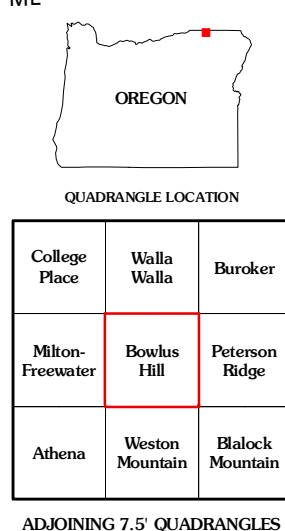 OREGON
QUADRANGLE LOCATION
College
Place
Walla
Walla
Buroker
Milton-
Freewater
Bowlus
Hill
Peterson
Ridge
Athena
Weston
Mountain
Blalock
Mountain
ADJOINING 7.5' QUADRANGLES